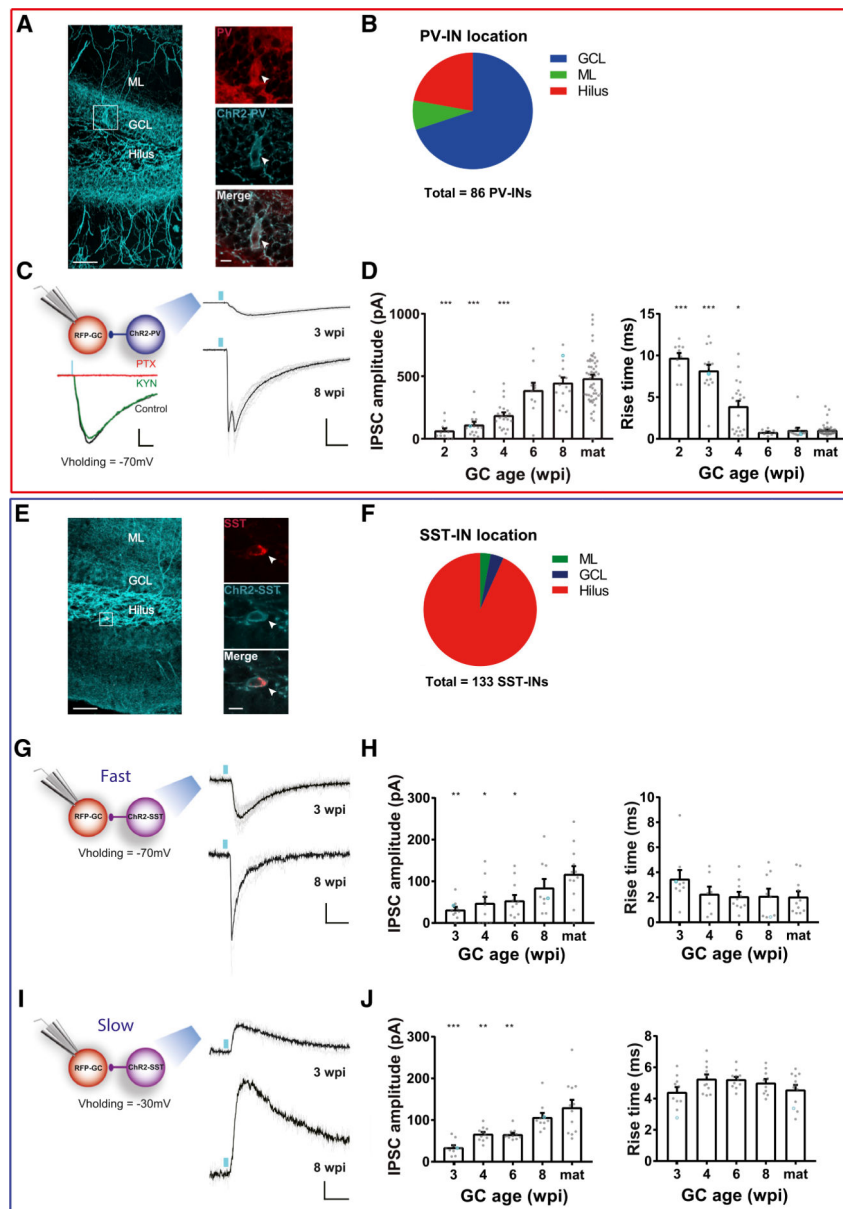 A
ML
GCL
Hilus
PV
ChR2-PV
Merge
B
PV-IN location
GCL
ML
Hilus
Total = 86 PV-INs
C
RFP-GC
ChR2-PV
PTX
KYN
Control
Vholding = -70mV
3 wpi
8 wpi
D
IPSC amplitude (pA)
1000
500
0
*** *** ***
2 3 4 6 8 mat
GC age (wpi)
Rise time (ms)
15
10
5
0
*** *** *
2 3 4 6 8 mat
GC age (wpi)
E
ML
GCL
Hilus
SST
ChR2-SST
Merge
F
SST-IN location
ML
GCL
Hilus
Total = 133 SST-INs
G
Fast
RFP-GC
ChR2-SST
Vholding = -70mV
3 wpi
8 wpi
H
IPSC amplitude (pA)
300
200
100
0
** * *
3 4 6 8 mat
GC age (wpi)
Rise time (ms)
10
8
6
4
2
0
3 4 6 8 mat
GC age (wpi)
I
Slow
RFP-GC
ChR2-SST
Vholding = -30mV
3 wpi
8 wpi
J
IPSC amplitude (pA)
300
200
100
0
*** ** **
3 4 6 8 mat
GC age (wpi)
Rise time (ms)
8
6
4
2
0
3 4 6 8 mat
GC age (wpi)